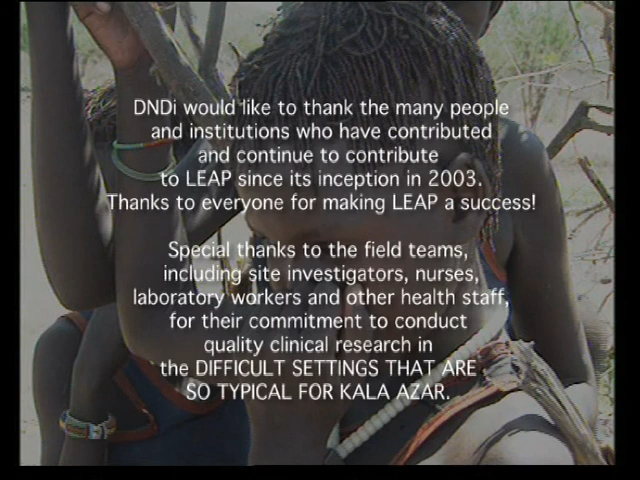 DNDi would like to thank the many people
and institutions who have contributed
and continue to contribute
to LEAP since its inception in 2003.
Thanks to everyone for making LEAP a success!
Special thanks to the field teams,
including site investigators, nurses,
laboratory workers and other health staff,
for their commitment to conduct
quality clinical research in
the DIFFICULT SETTINGS THAT ARE
SO TYPICAL FOR KALA AZAR.